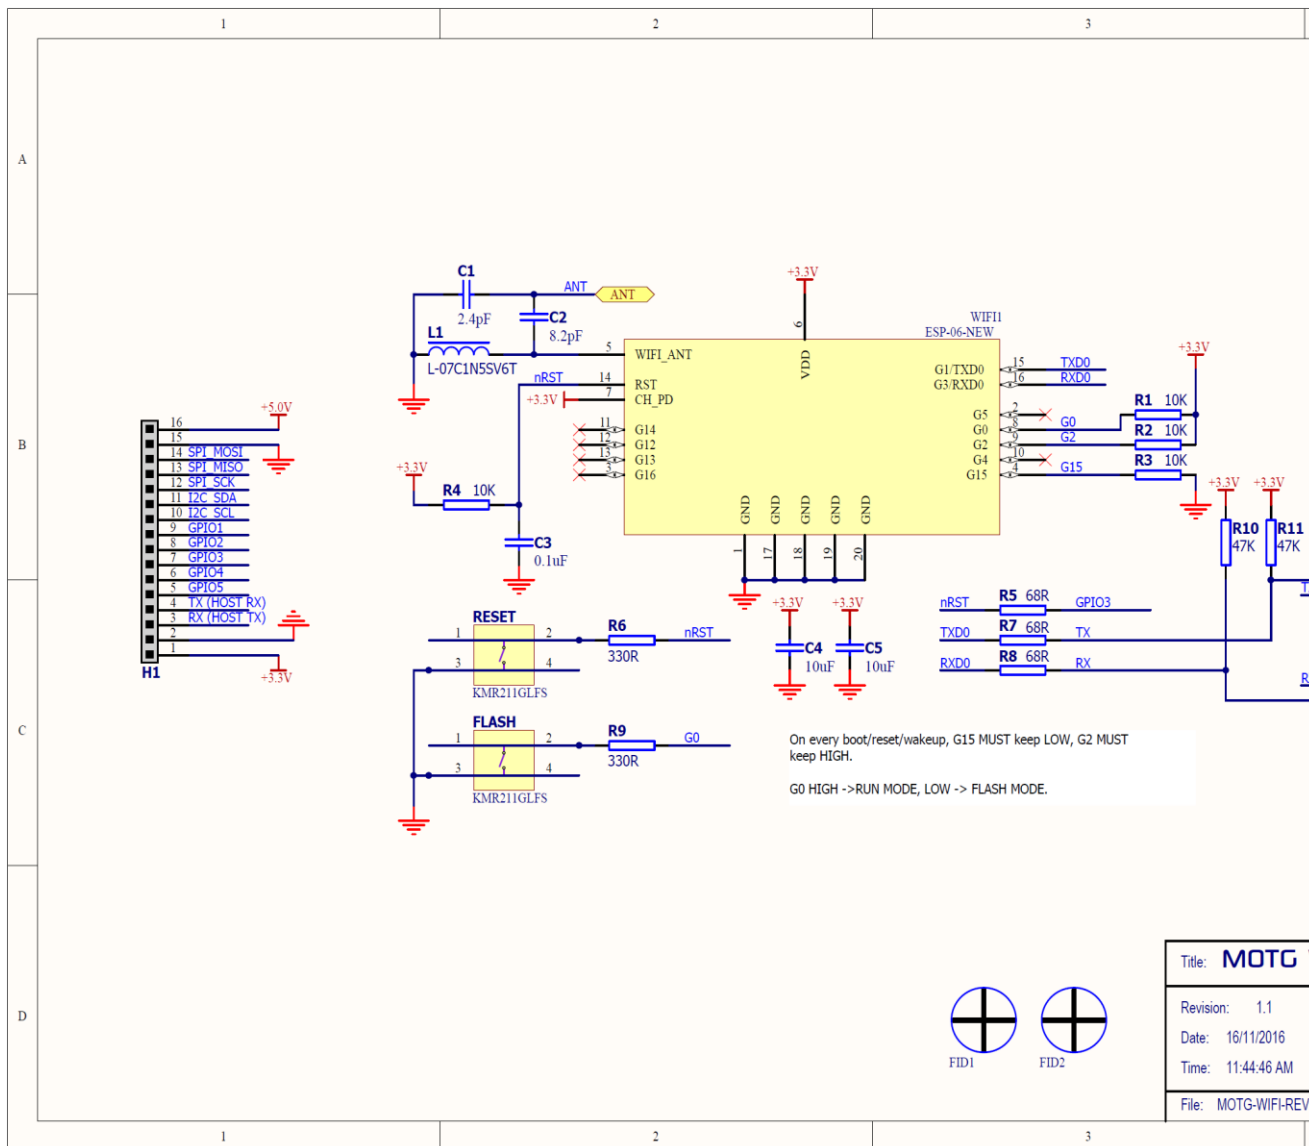 1 2 3
A
B
C
D
+3.3V
6
VDD
WIFI1
ESP-06-NEW
C1
2.4pF
ANT
ANT
C2
8.2pF
L1
L-07C1N5SV6T
5 WIFI_ANT
nRST 14 RST
+3.3V 7 CH_PD
11 G14
12 G12
13 G13
3 G16
G1/TXD0 15 TXD0
G3/RXD0 16 RXD0
G5 2
G0 8 G0
G2 9 G2
G4 10
G15 4 G15
+3.3V
R1 10K
R2 10K
R3 10K
GND GND GND GND GND
1 17 18 19 20
+3.3V
R4 10K
C3
0.1uF
+3.3V +3.3V
R10
47K
R11
47K
+5.0V
16
15
14 SPI_MOSI
13 SPI_MISO
12 SPI_SCK
11 I2C_SDA
10 I2C_SCL
9 GPIO1
8 GPIO2
7 GPIO3
6 GPIO4
5 GPIO5
4 TX (HOST RX)
3 RX (HOST TX)
2
1
H1
+3.3V
RESET
1 2
3 4
KMR211GLFS
R6
330R
nRST
FLASH
1 2
3 4
KMR211GLFS
R9
330R
G0
+3.3V +3.3V
C4
10uF
C5
10uF
nRST R5 68R GPIO3
TXD0 R7 68R TX
RXD0 R8 68R RX
T
R
On every boot/reset/wakeup, G15 MUST keep LOW, G2 MUST
keep HIGH.
G0 HIGH ->RUN MODE, LOW -> FLASH MODE.
FID1 FID2
Title: MOTG
Revision: 1.1
Date: 16/11/2016
Time: 11:44:46 AM
File: MOTG-WIFI-REV
1 2 3